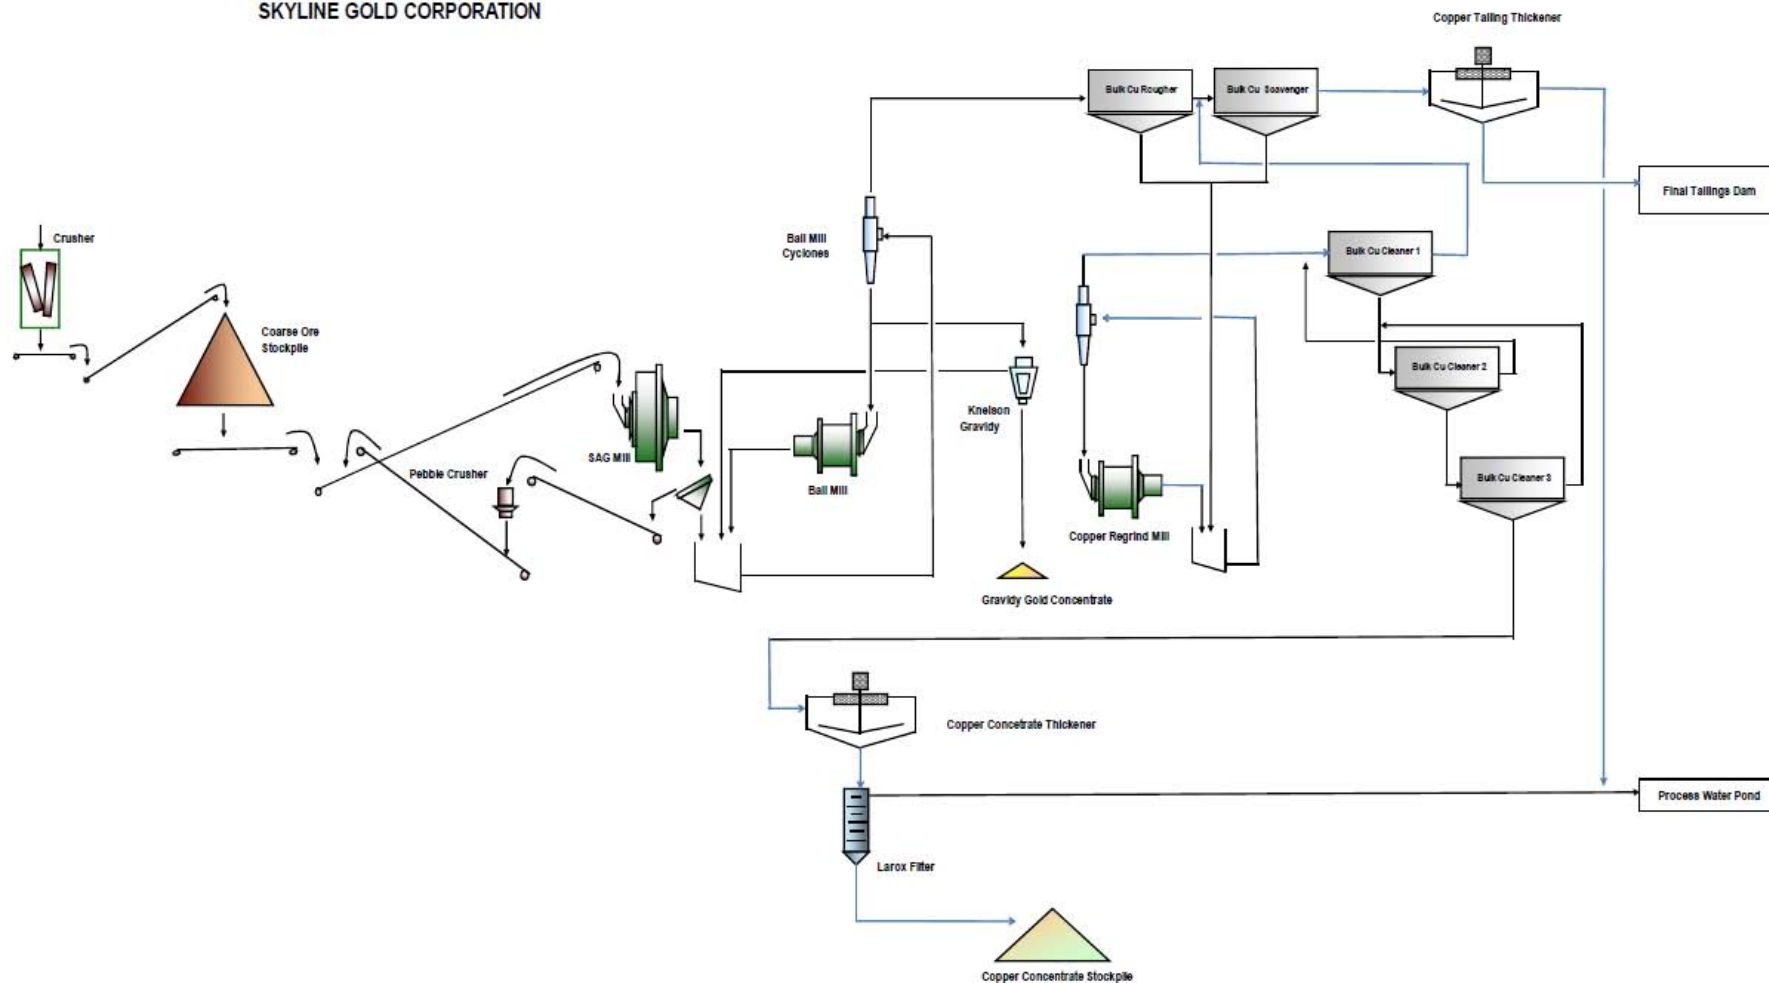 SKYLINE GOLD CORPORATION
Copper Tailing Thickener
Bulk Cu Rougher
Bulk Cu Scavenger
Final Tailings Dam
Crusher
Ball Mill
Cyclones
Bulk Cu Cleaner 1
Coarse Ore
Stockpile
Bulk Cu Cleaner 2
Knelson
Gravidy
SAG Mill
Pebble Crusher
Ball Mill
Bulk Cu Cleaner 3
Copper Regrind Mill
Gravidy Gold Concentrate
Copper Concetrate Thickener
Process Water Pond
Larox Filter
Copper Concentrate Stockpile